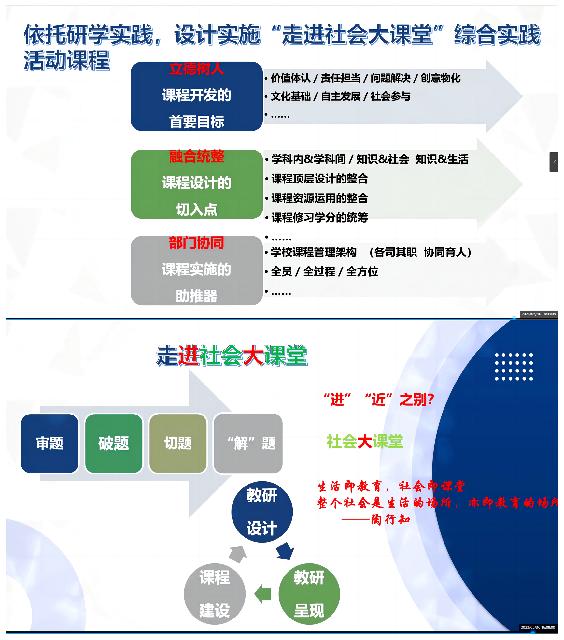 依托研学实践，设计实施“走进社会大课堂”综合实践
活动课程
立德树人
课程开发的
首要目标
• 价值体认 / 责任担当 / 问题解决 / 创意物化
• 文化基础 / 自主发展 / 社会参与
• ......
融合统整
课程设计的
切入点
• 学科内&学科间 / 知识&社会 知识&生活
• 课程顶层设计的整合
• 课程资源运用的整合
• 课程修习学分的统筹
• ......
部门协同
课程实施的
助推器
• 学校课程管理架构 （各司其职 协同育人）
• 全员 / 全过程 / 全方位
• ......
走进社会大课堂
审题
破题
切题
“解”题
“进”“近”之别？
社会大课堂
生活即教育，社会即课堂
整个社会是生活的场所，亦即教育的场所
——陶行知
教研
设计
教研
呈现
课程
建设